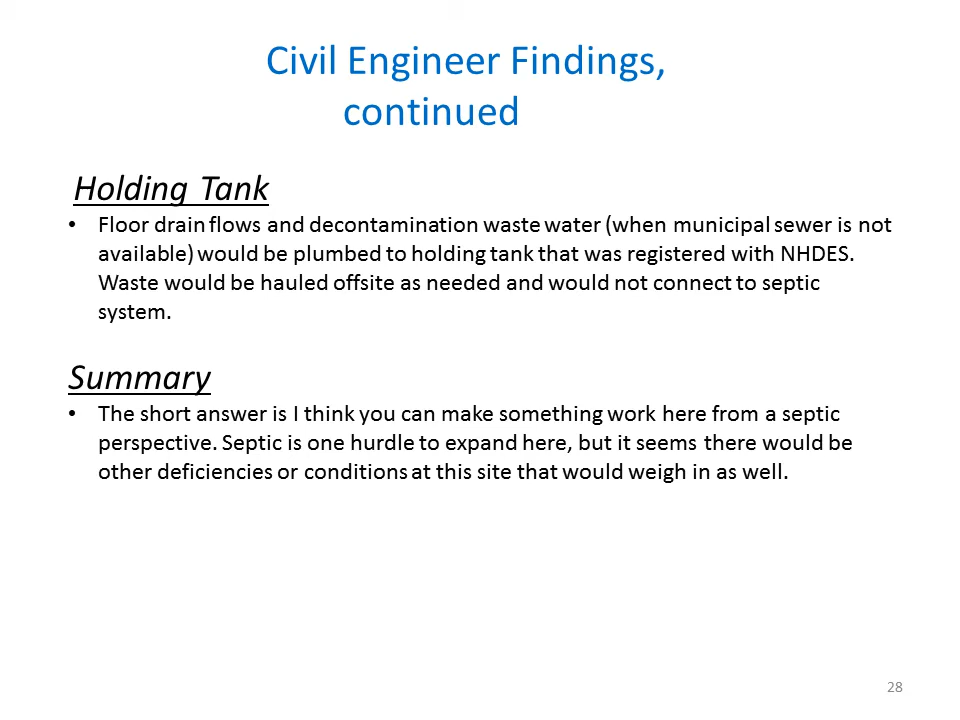 Civil Engineer Findings,
continued
Holding Tank
• Floor drain flows and decontamination waste water (when municipal sewer is not
available) would be plumbed to holding tank that was registered with NHDES.
Waste would be hauled offsite as needed and would not connect to septic
system.
Summary
• The short answer is I think you can make something work here from a septic
perspective. Septic is one hurdle to expand here, but it seems there would be
other deficiencies or conditions at this site that would weigh in as well.
28